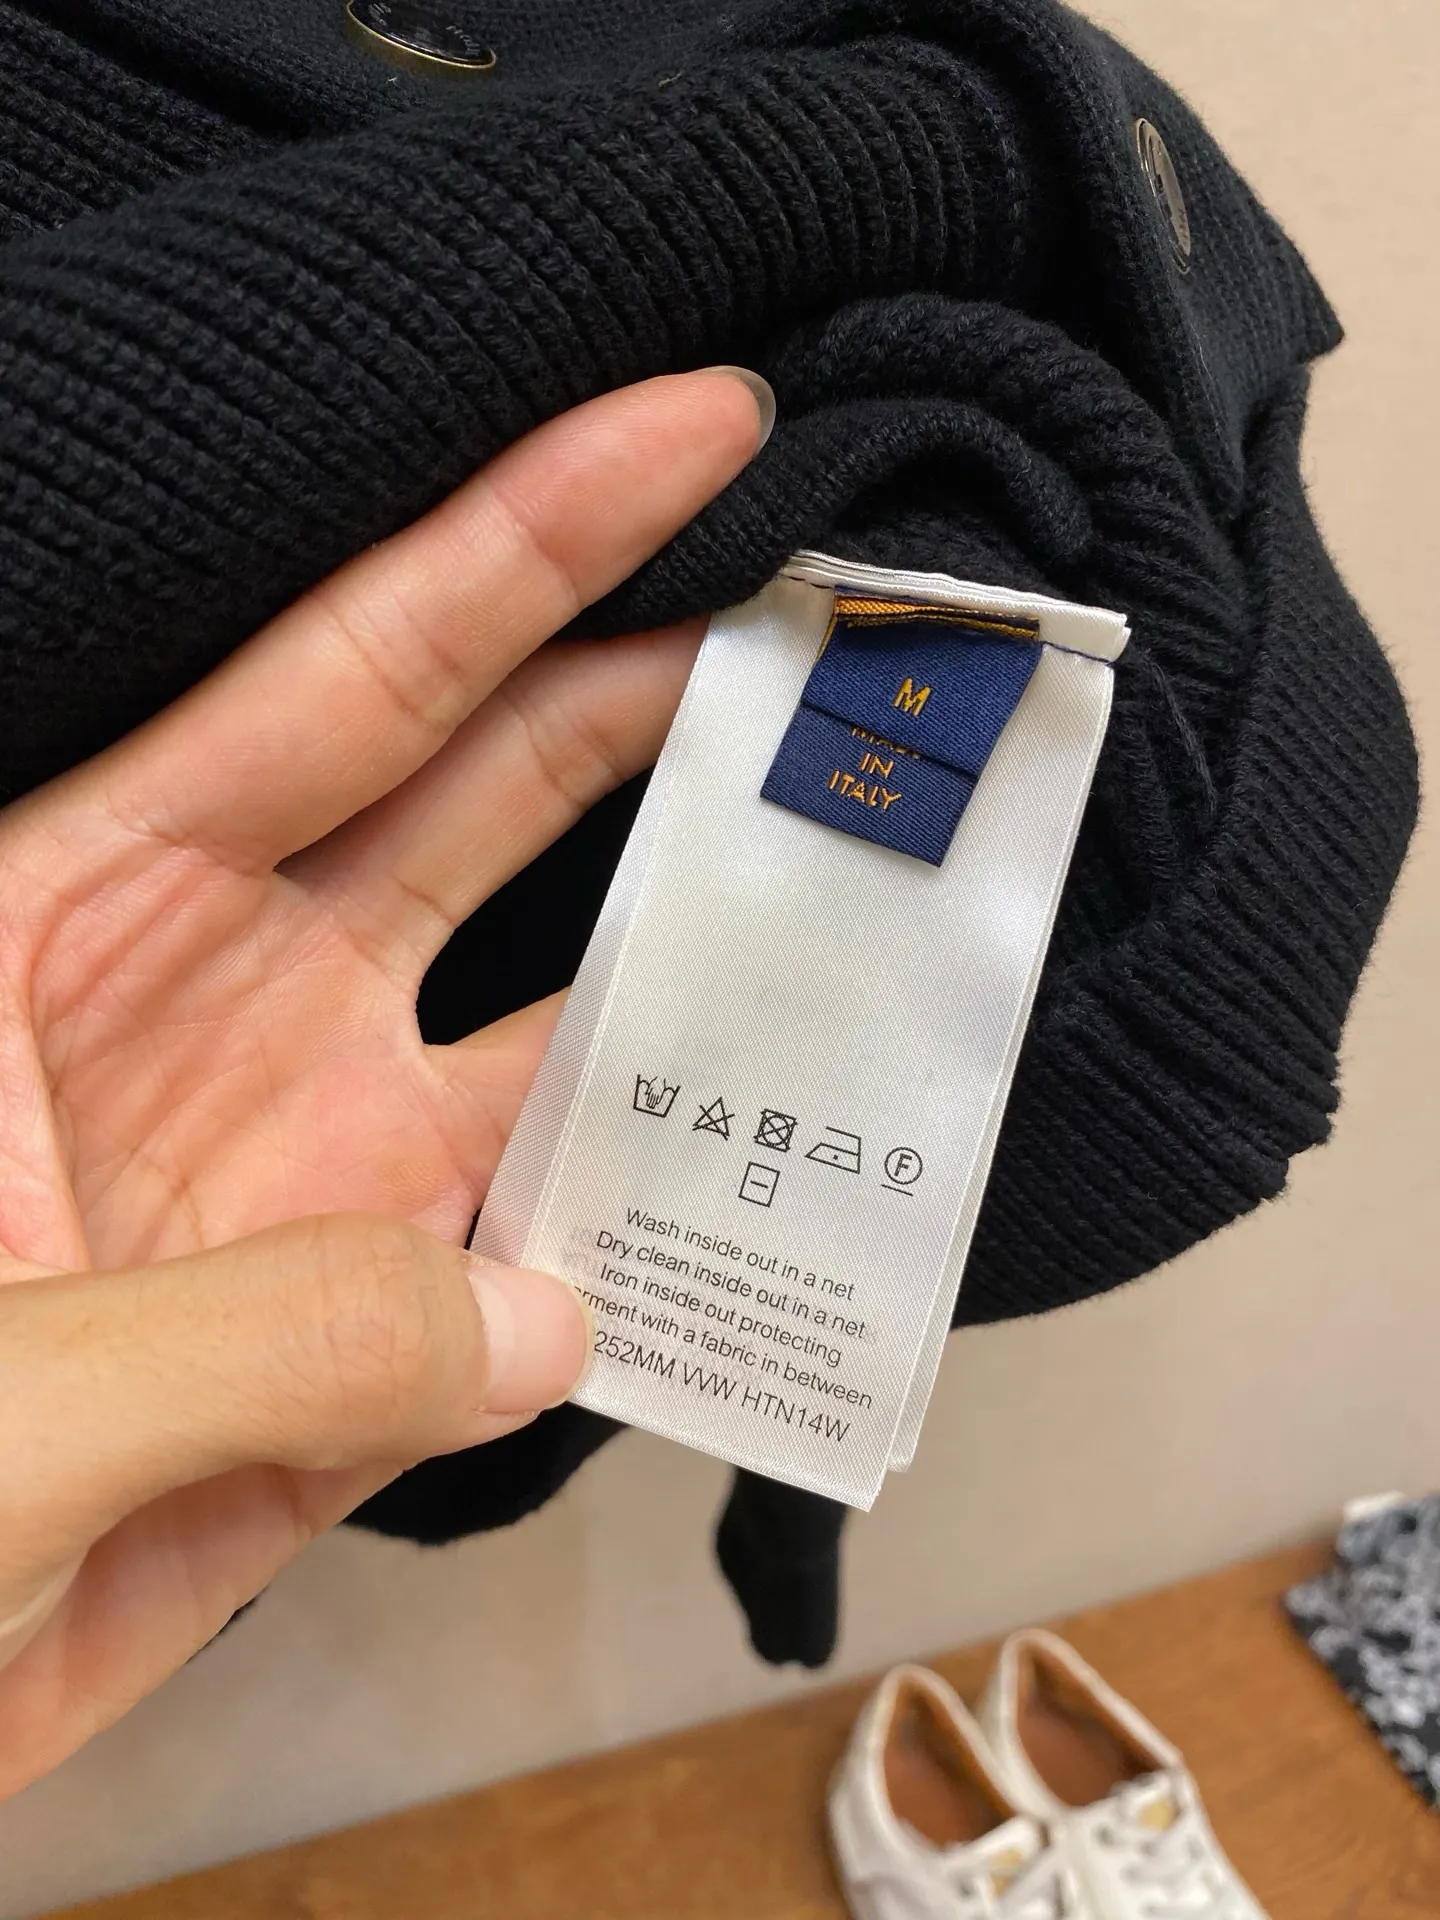 M
MADE
IN
ITALY
F
Wash inside out in a net
Dry clean inside out in a net
Iron inside out protecting
with a fabric in between
252MM VVW HTN14W